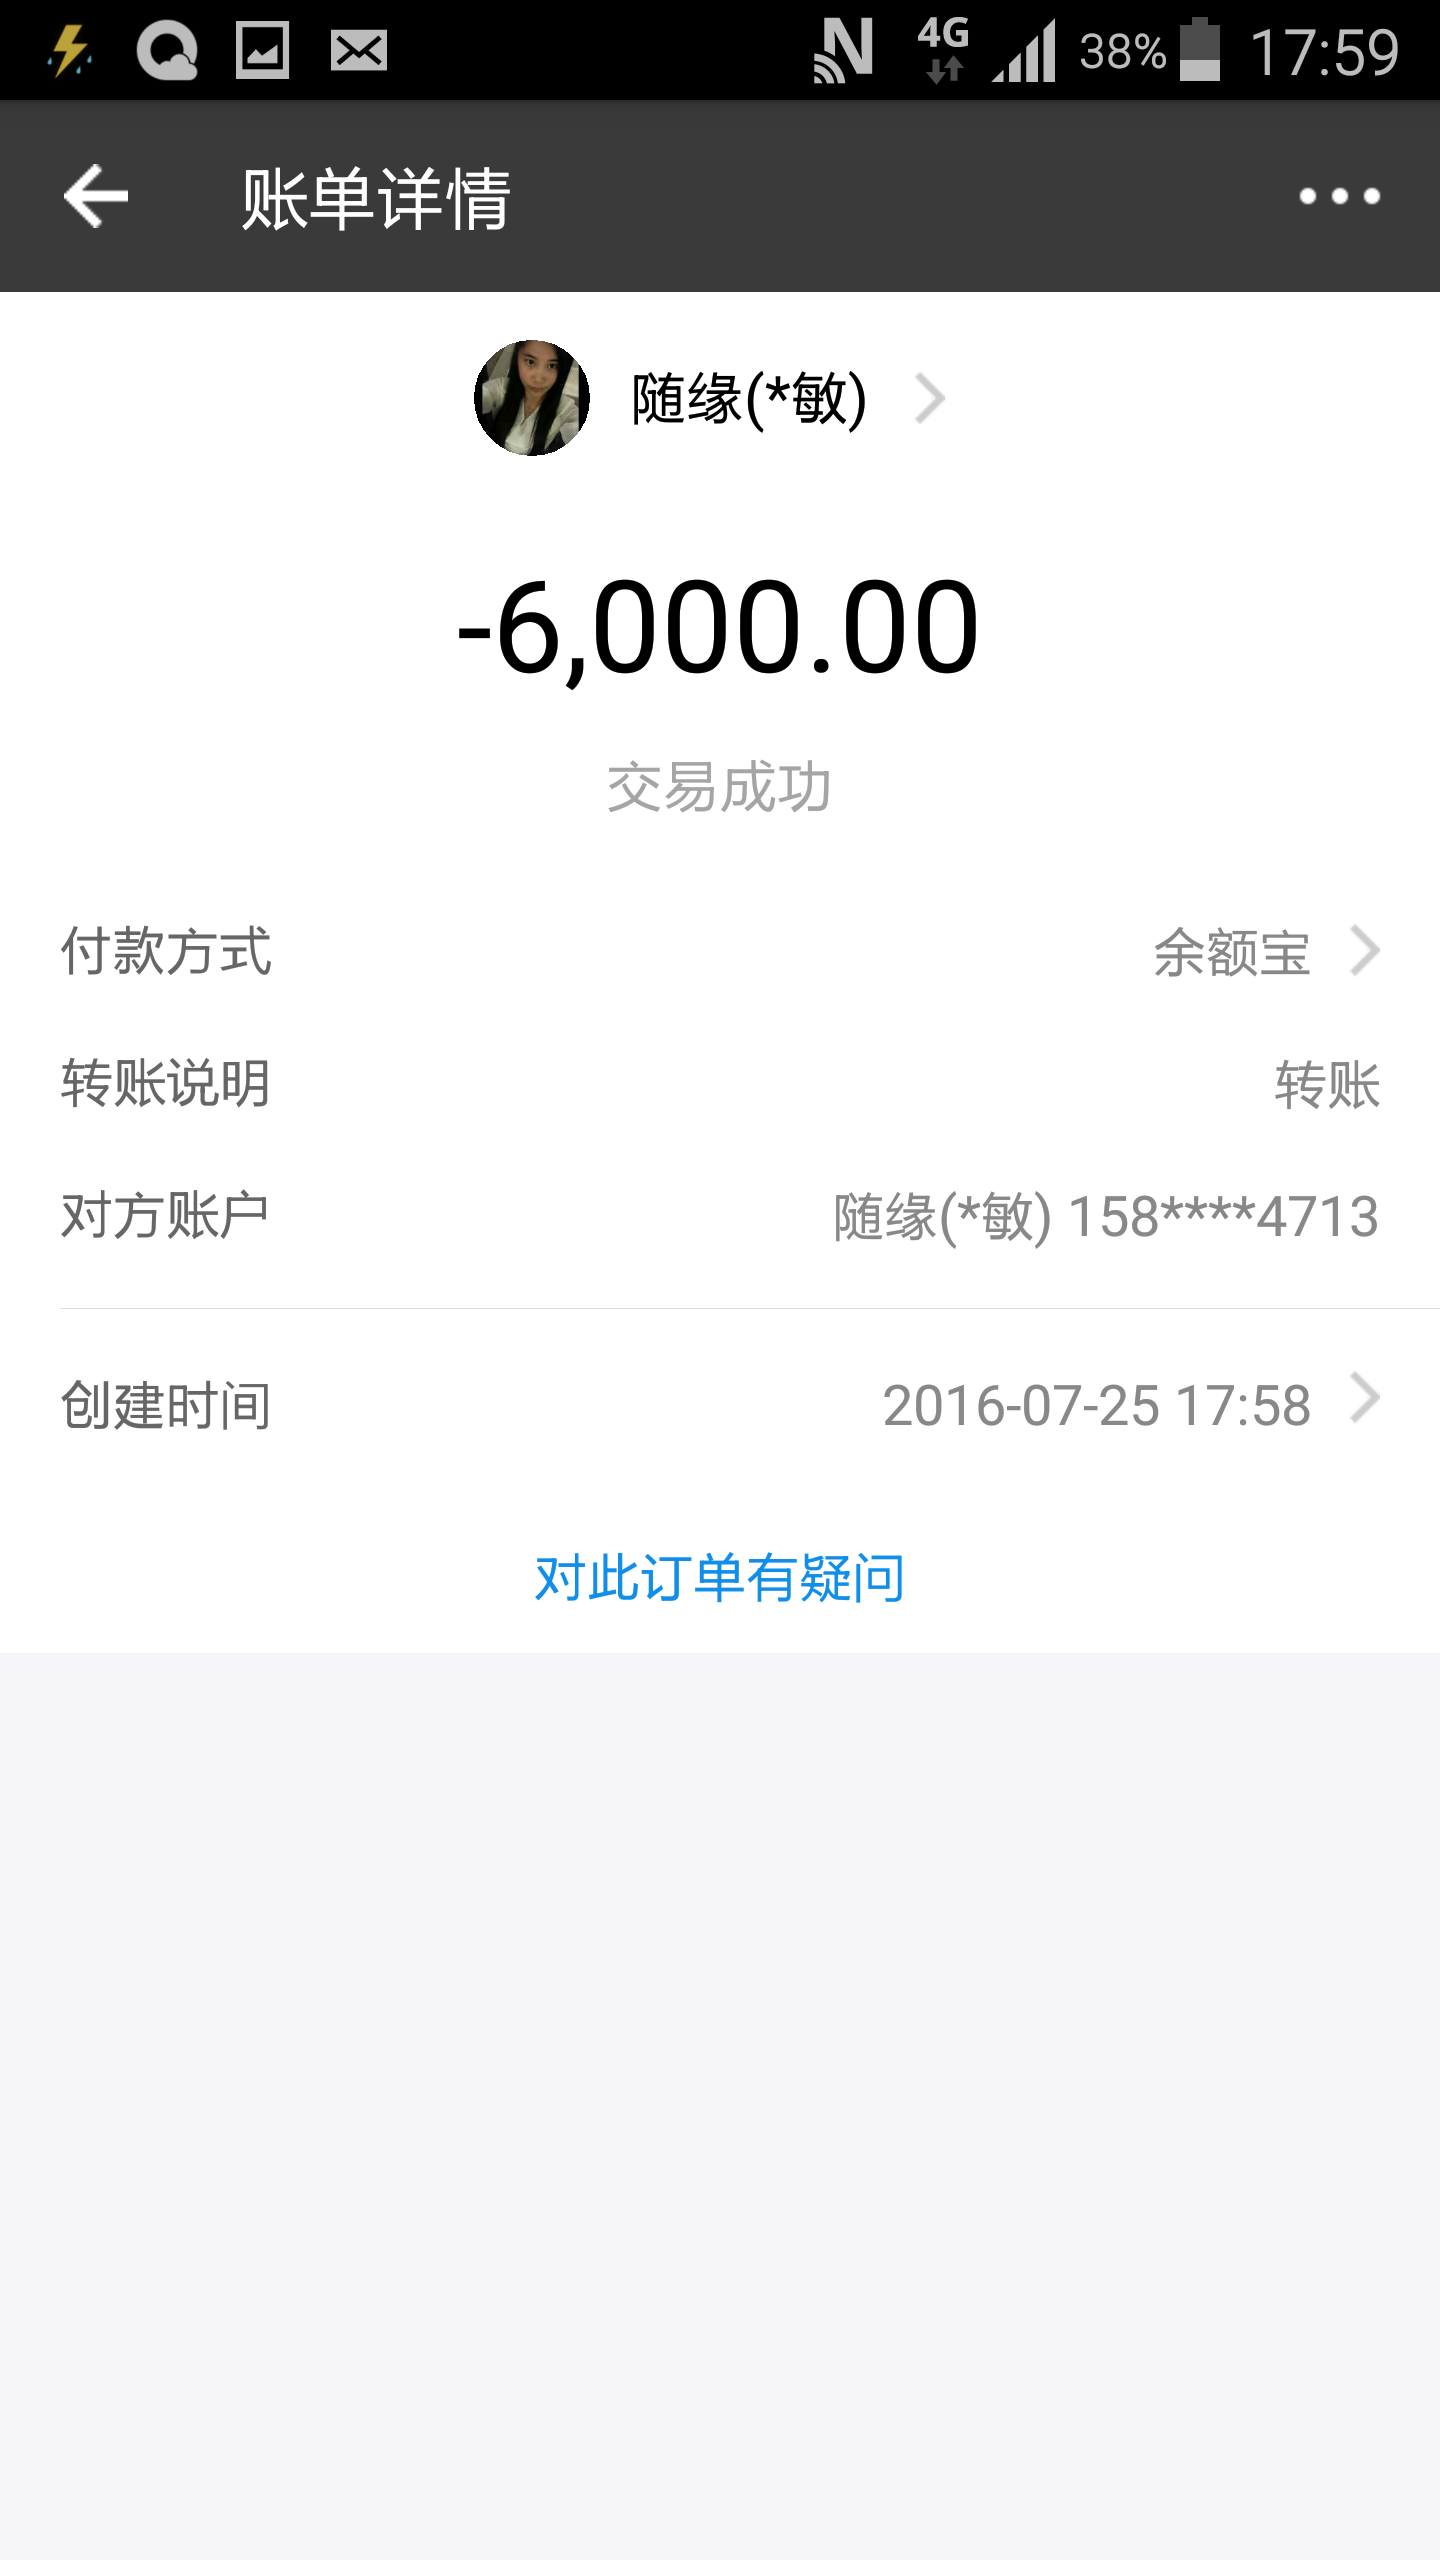 4G 38% 17:59
账单详情
随缘(*敏)
-6,000.00
交易成功
付款方式 余额宝
转账说明 转账
对方账户 随缘(*敏) 158****4713
创建时间 2016-07-25 17:58
对此订单有疑问